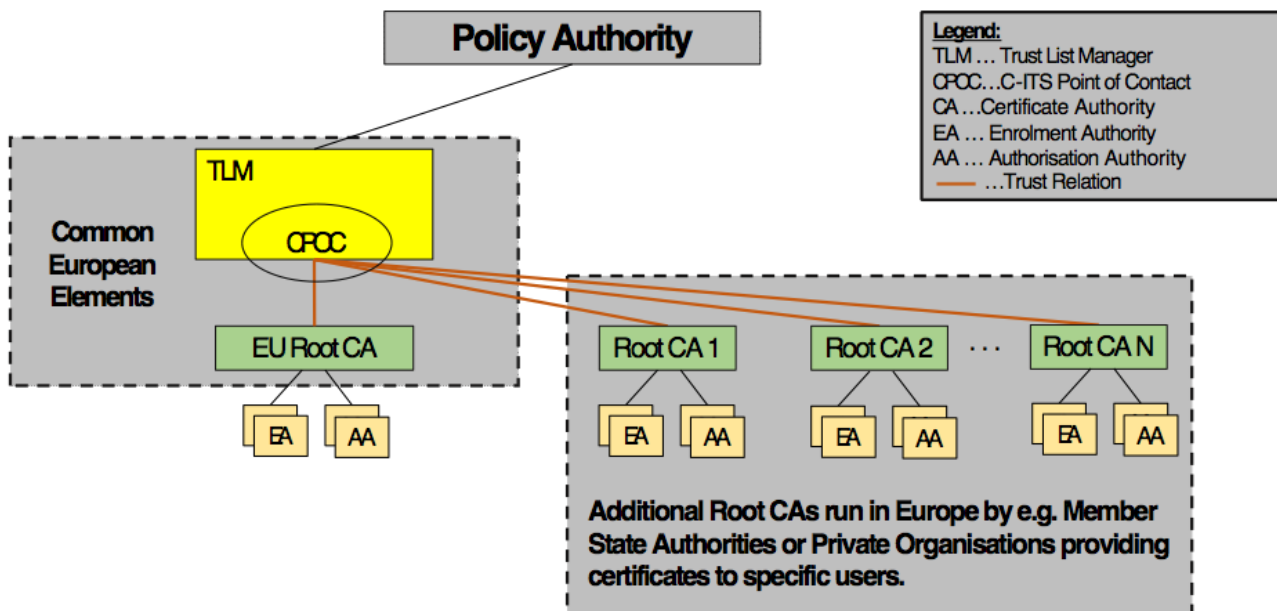 Policy Authority
Legend:
TLM ... Trust List Manager
CPOC...C-ITS Point of Contact
CA ...Certificate Authority
EA ... Enrolment Authority
AA ... Authorisation Authority
...Trust Relation
TLM
CPOC
Common
European
Elements
EU Root CA
EA
AA
Root CA 1
Root CA 2
...
Root CA N
EA
AA
EA
AA
EA
AA
Additional Root CAs run in Europe by e.g. Member
State Authorities or Private Organisations providing
certificates to specific users.